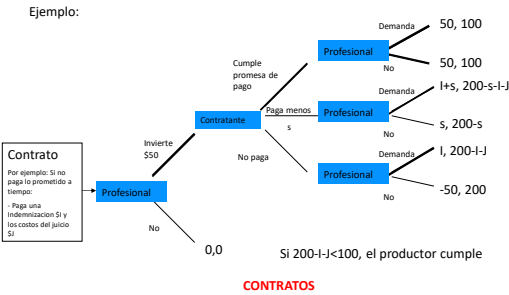 Ejemplo:
Demanda
50, 100
Profesional
No
50, 100
Cumple
promesa de
pago
Demanda
I+s, 200-s-I-J
Contratante
Paga menos
s
Profesional
No
s, 200-s
Invierte
$50
No paga
Demanda
I, 200-I-J
Profesional
No
-50, 200
Contrato
Por ejemplo: Si no
paga lo prometido a
tiempo:
- Paga una
Indemnizacion $I y
los costos del juicio
$J
Profesional
No
0,0
Si 200-I-J<100, el productor cumple
CONTRATOS